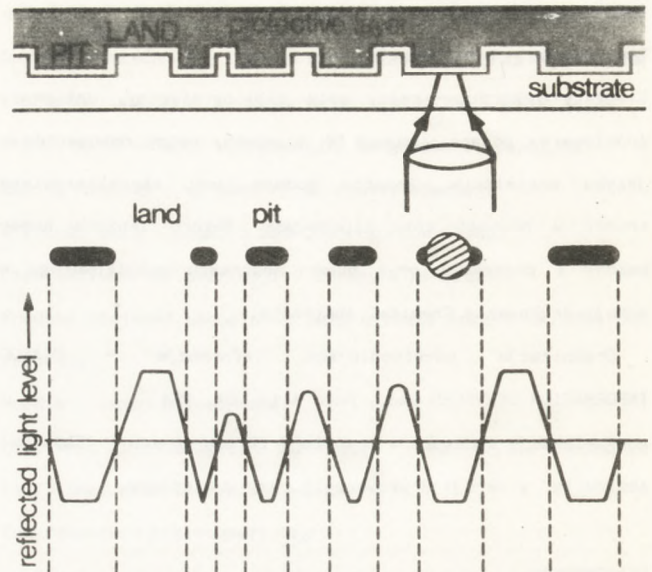 LAND protective layer
PIT
substrate
land pit
reflected light level